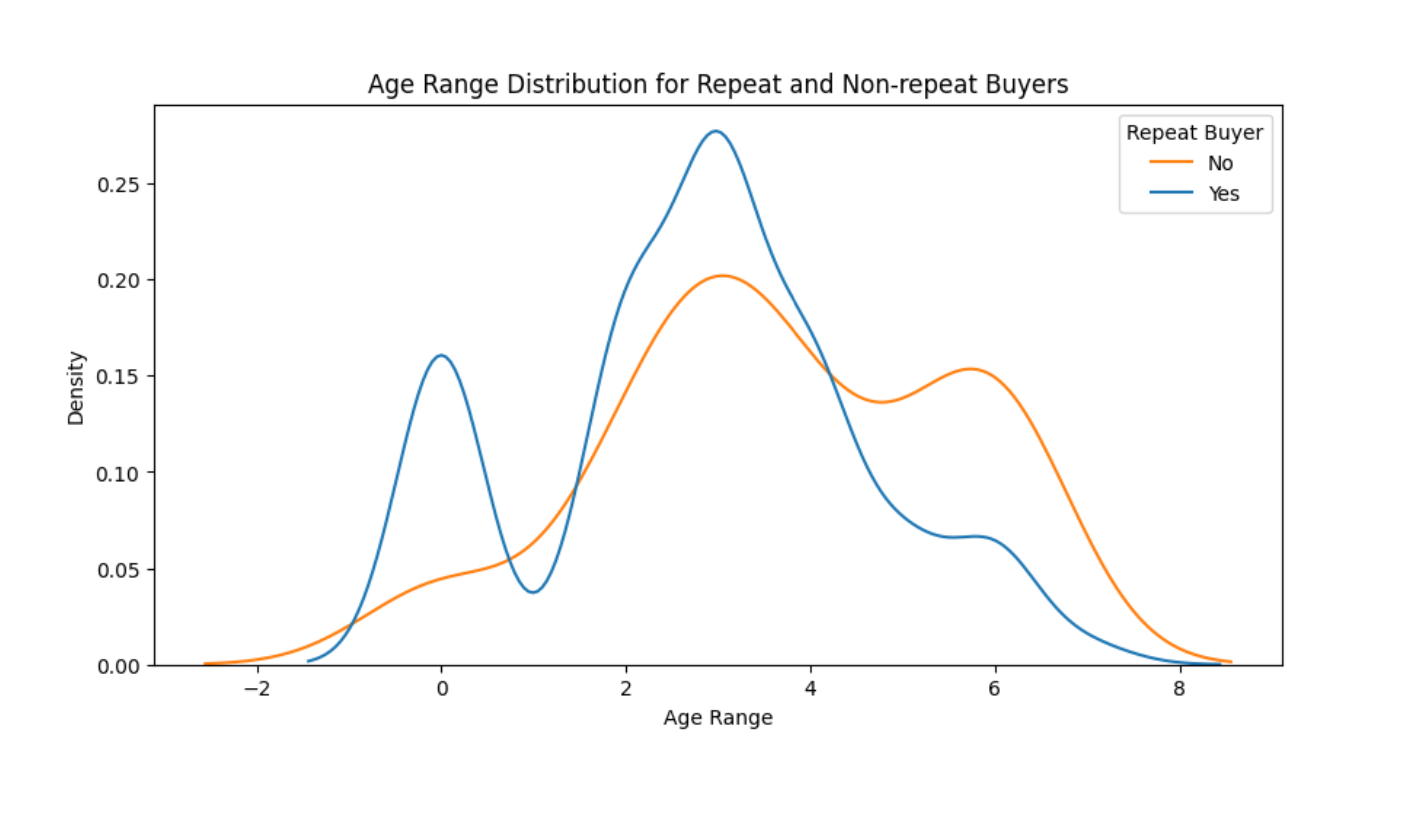 Age Range Distribution for Repeat and Non-repeat Buyers
Repeat Buyer
No
Yes
0.25
0.20
0.15
0.10
0.05
0.00
Density
−2
0
2
4
6
8
Age Range